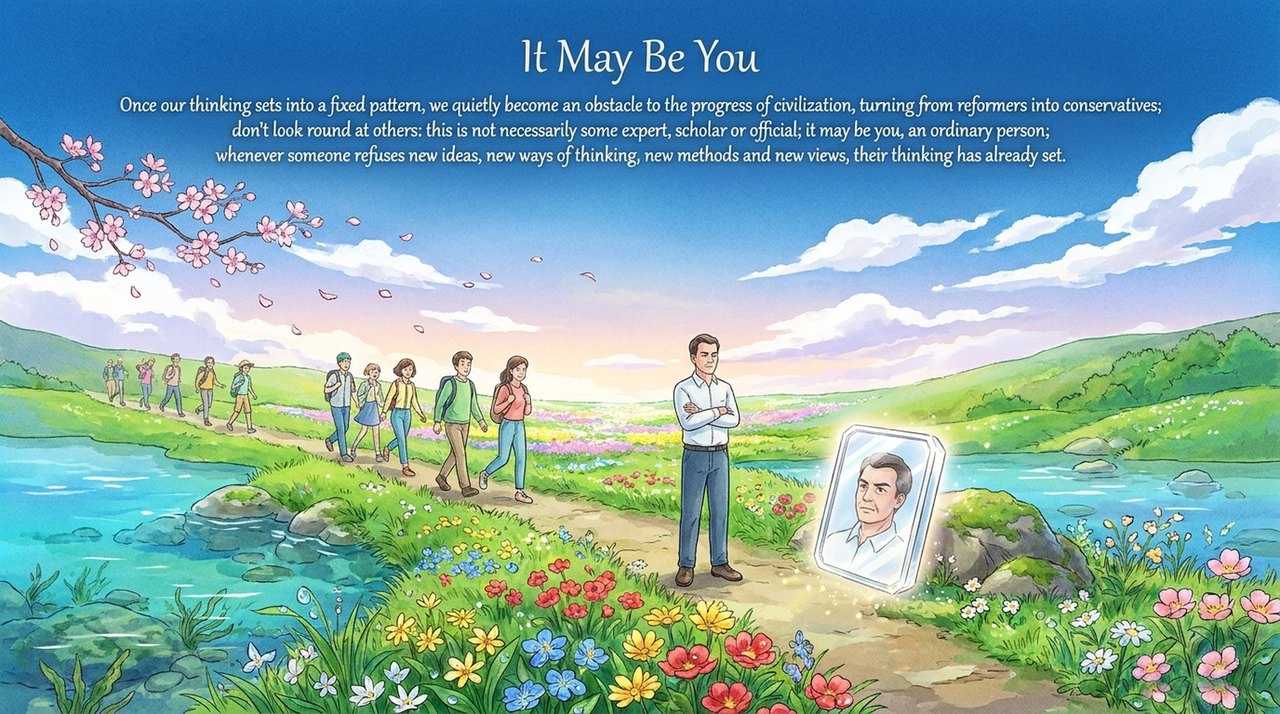 It May Be You
Once our thinking sets into a fixed pattern, we quietly become an obstacle to the progress of civilization, turning from reformers into conservatives;
don't look round at others: this is not necessarily some expert, scholar or official; it may be you, an ordinary person;
whenever someone refuses new ideas, new ways of thinking, new methods and new views, their thinking has already set.